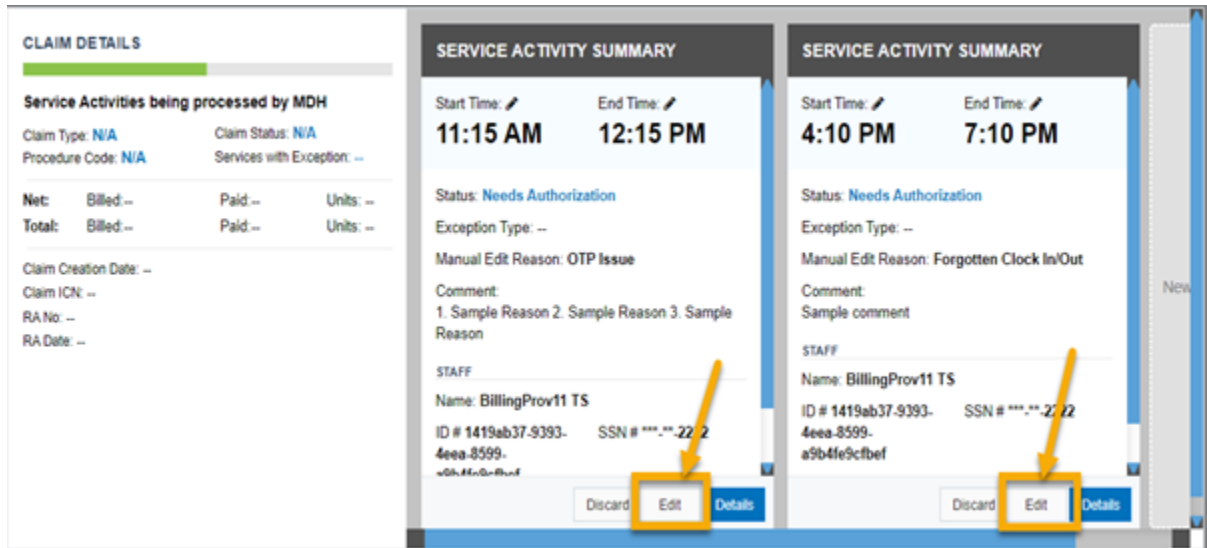 CLAIM DETAILS
Service Activities being processed by MDH
Claim Type: N/A Claim Status: N/A
Procedure Code: N/A Services with Exception: --
Net: Billed:-- Paid:-- Units: --
Total: Billed:-- Paid:-- Units: --
Claim Creation Date: --
Claim ICN: --
RA No: --
RA Date: --
SERVICE ACTIVITY SUMMARY
Start Time: End Time:
11:15 AM 12:15 PM
Status: Needs Authorization
Exception Type: --
Manual Edit Reason: OTP Issue
Comment:
1. Sample Reason 2. Sample Reason 3. Sample
Reason
STAFF
Name: BillingProv11 TS
ID # 1419ab37-9393- SSN # ***-**-2222
4eea-8599-
a9b4fe9cfbef
Discard Edit Details
SERVICE ACTIVITY SUMMARY
Start Time: End Time:
4:10 PM 7:10 PM
Status: Needs Authorization
Exception Type: --
Manual Edit Reason: Forgotten Clock In/Out
Comment:
Sample comment
STAFF
Name: BillingProv11 TS
ID # 1419ab37-9393- SSN # ***-**-2222
4eea-8599-
a9b4fe9cfbef
Discard Edit Details
New